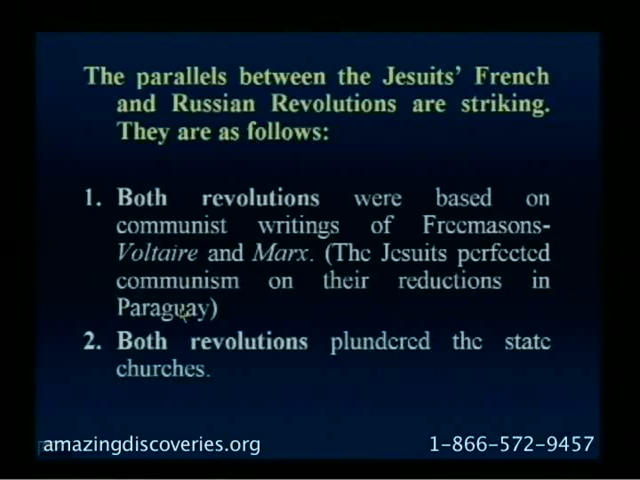 The parallels between the Jesuits' French
and Russian Revolutions are striking.
They are as follows:
1. Both revolutions were based on
communist writings of Freemasons-
Voltaire and Marx. (The Jesuits perfected
communism on their reductions in
Paraguay)
2. Both revolutions plundered the state
churches.
amazingdiscoveries.org
1-866-572-9457